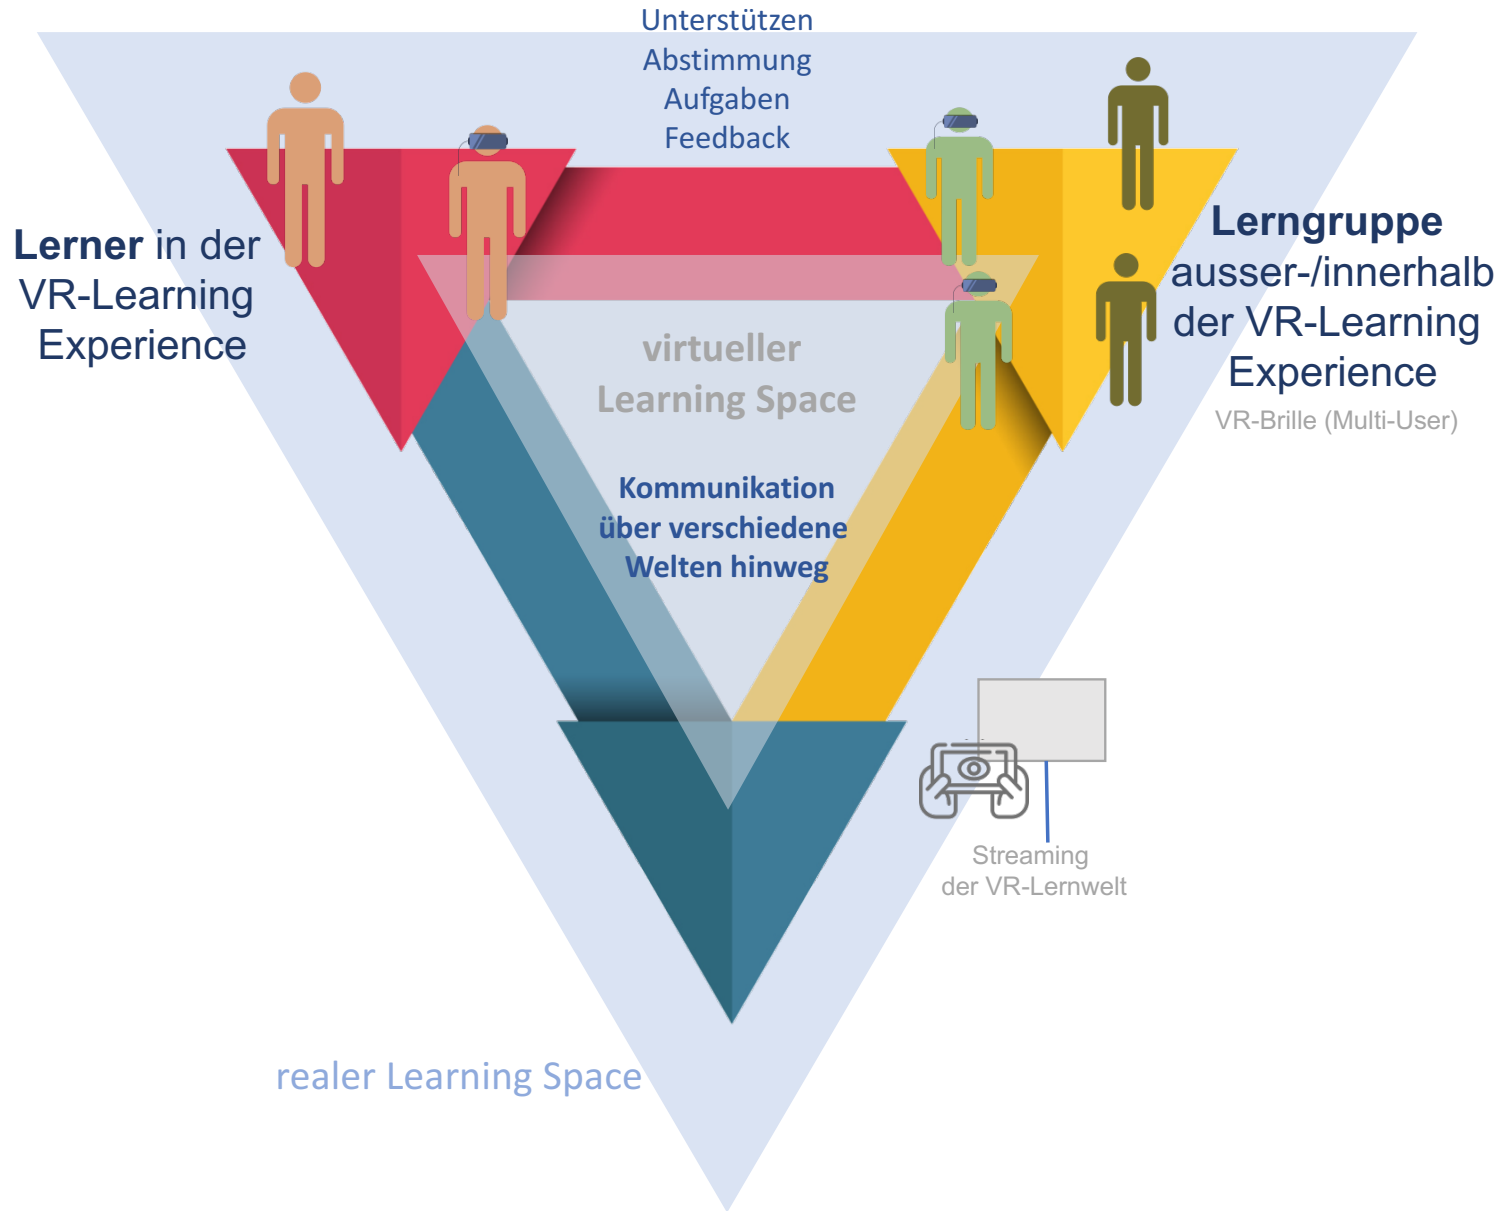 Unterstützen
Abstimmung
Aufgaben
Feedback
Lerner in der
VR-Learning
Experience
Lerngruppe
ausser-/innerhalb
der VR-Learning
Experience
VR-Brille (Multi-User)
virtueller
Learning Space
Kommunikation
über verschiedene
Welten hinweg
Streaming
der VR-Lernwelt
realer Learning Space